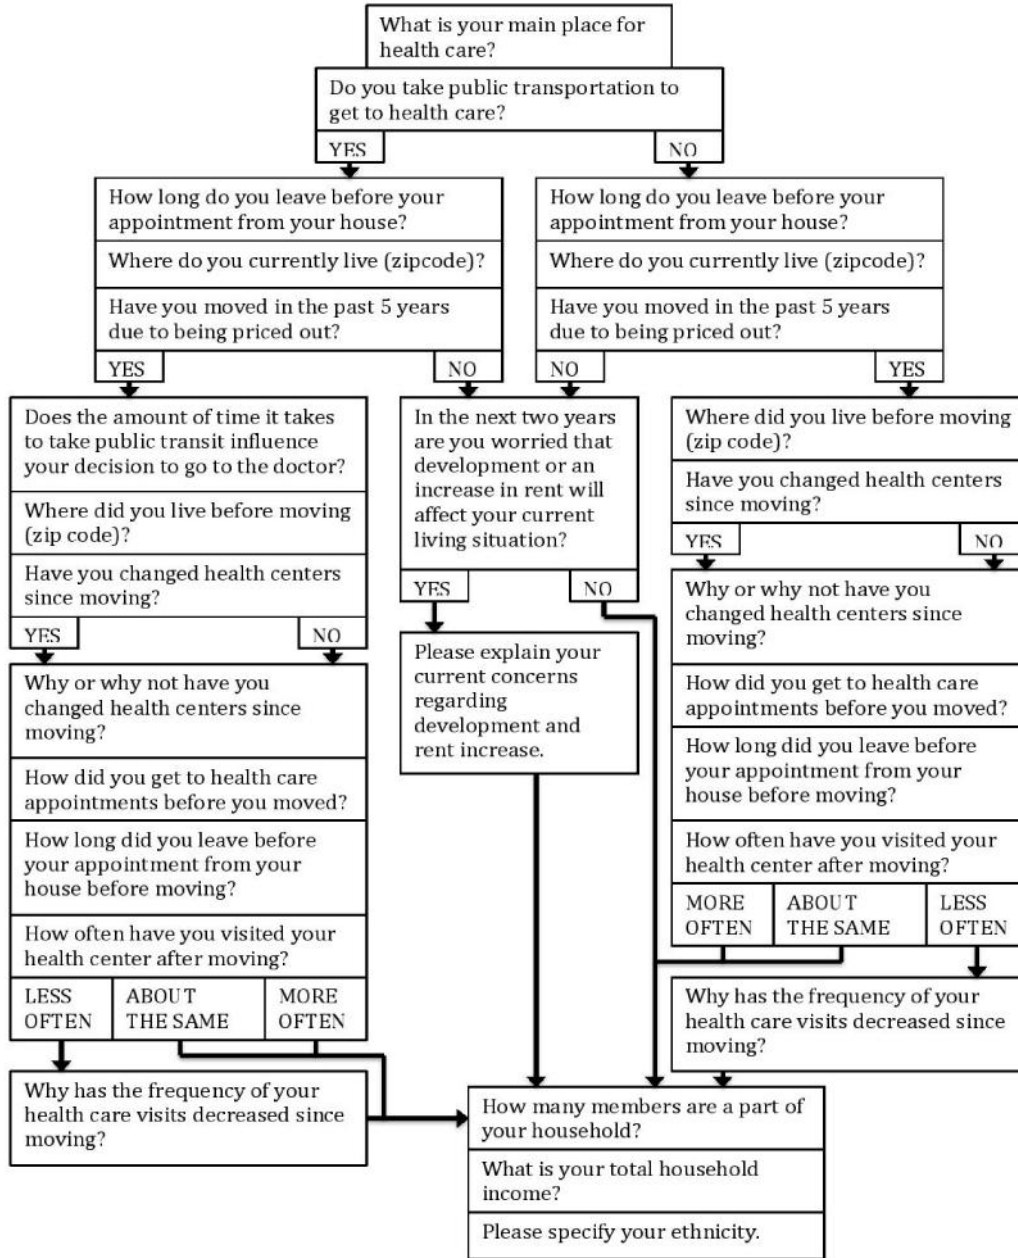 What is your main place for
health care?
Do you take public transportation to
get to health care?
YES
NO
How long do you leave before your
appointment from your house?
Where do you currently live (zipcode)?
Have you moved in the past 5 years
due to being priced out?
YES
NO
How long do you leave before your
appointment from your house?
Where do you currently live (zipcode)?
Have you moved in the past 5 years
due to being priced out?
NO
YES
Does the amount of time it takes
to take public transit influence
your decision to go to the doctor?
Where did you live before moving
(zip code)?
Have you changed health centers
since moving?
YES
NO
Why or why not have you
changed health centers since
moving?
How did you get to health care
appointments before you moved?
How long did you leave before
your appointment from your
house before moving?
How often have you visited your
health center after moving?
LESS
OFTEN
ABOUT
THE SAME
MORE
OFTEN
Why has the frequency of your
health care visits decreased since
moving?
In the next two years
are you worried that
development or an
increase in rent will
affect your current
living situation?
YES
NO
Please explain your
current concerns
regarding
development and
rent increase.
Where did you live before moving
(zip code)?
Have you changed health centers
since moving?
YES
NO
Why or why not have you
changed health centers since
moving?
How did you get to health care
appointments before you moved?
How long did you leave before
your appointment from your
house before moving?
How often have you visited your
health center after moving?
MORE
OFTEN
ABOUT
THE SAME
LESS
OFTEN
Why has the frequency of your
health care visits decreased since
moving?
How many members are a part of
your household?
What is your total household
income?
Please specify your ethnicity.